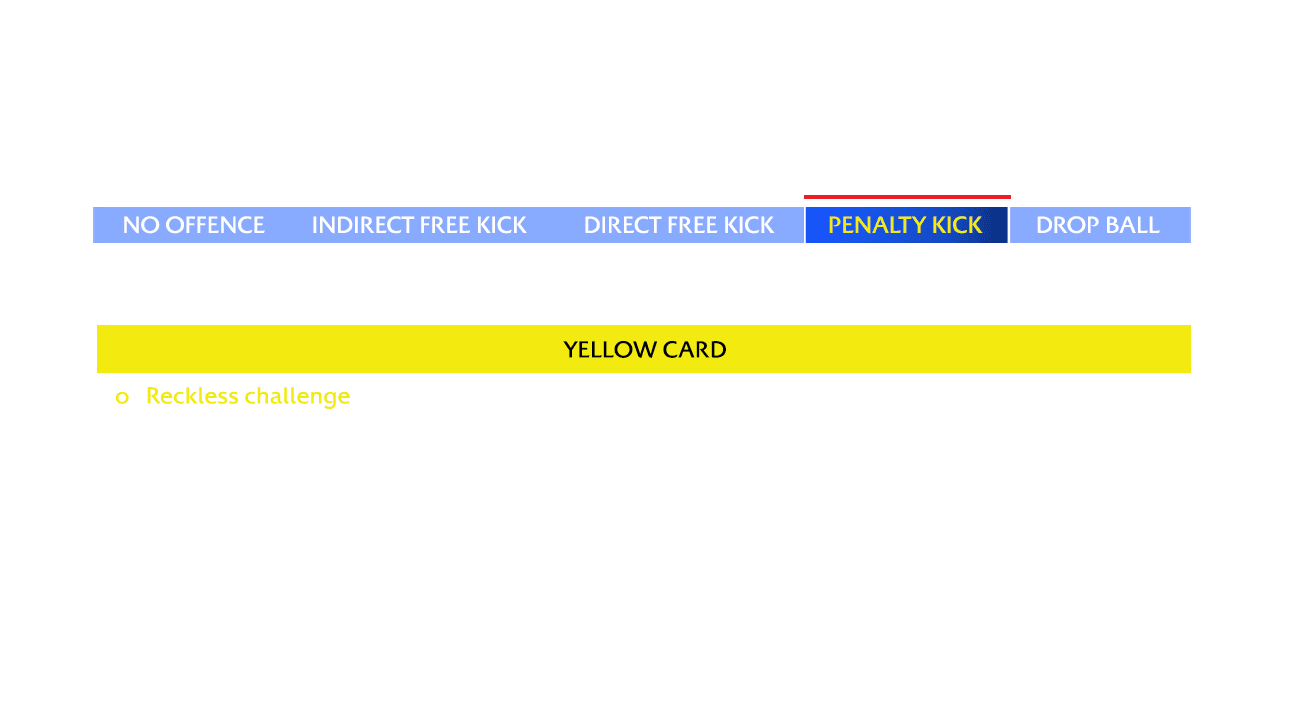 NO OFFENCE INDIRECT FREE KICK DIRECT FREE KICK PENALTY KICK DROP BALL
YELLOW CARD
o Reckless challenge